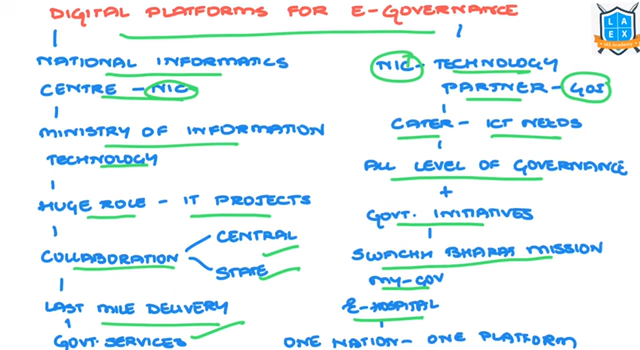 DIGITAL PLATFORMS FOR E-GOVERNANCE
NATIONAL INFORMATICS
CENTRE - NIC
MINISTRY OF INFORMATION
TECHNOLOGY
HUGE ROLE - IT PROJECTS
COLLABORATION
CENTRAL
STATE
LAST MILE DELIVERY
GOVT. SERVICES
NIC - TECHNOLOGY
PARTNER - GOI
CATER - ICT NEEDS
ALL LEVEL OF GOVERNANCE
+
GOVT. INITIATIVES
SWACHH BHARAT MISSION
MY-GOV
E-HOSPITAL
ONE NATION - ONE PLATFORM
L A
E X
IAS Academy